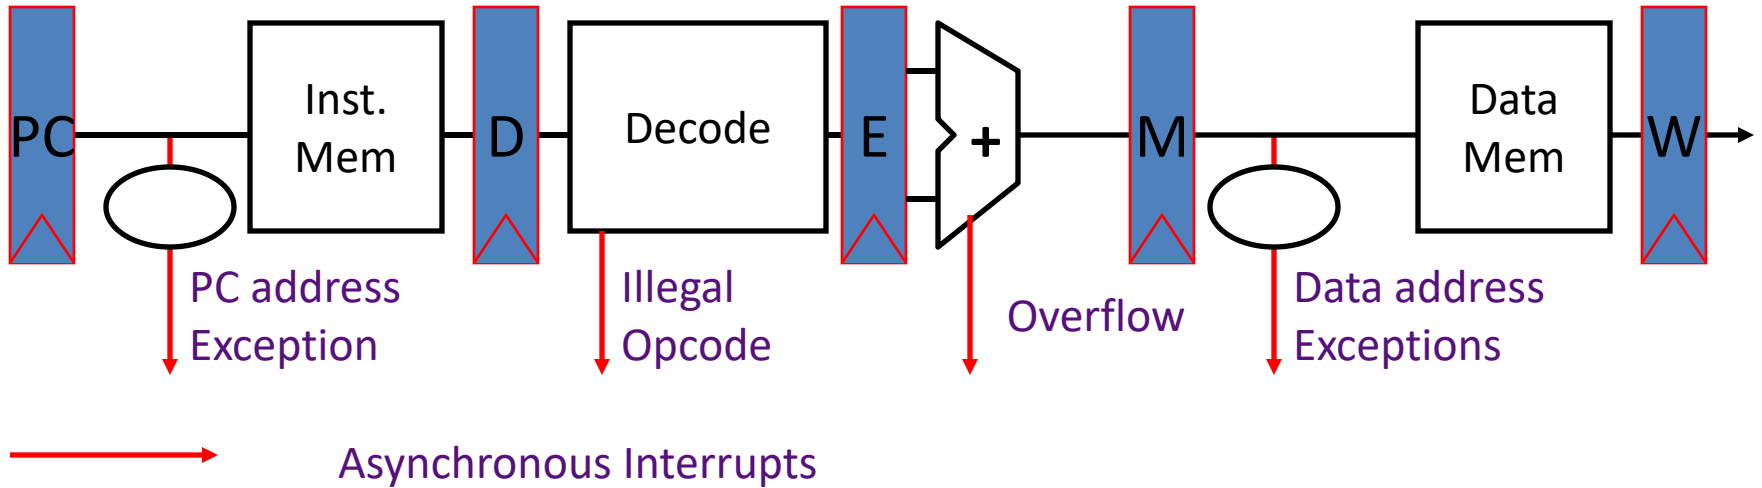 PC
Inst.
Mem
D
Decode
E
+
M
Data
Mem
W
PC address
Exception
Illegal
Opcode
Overflow
Data address
Exceptions
Asynchronous Interrupts